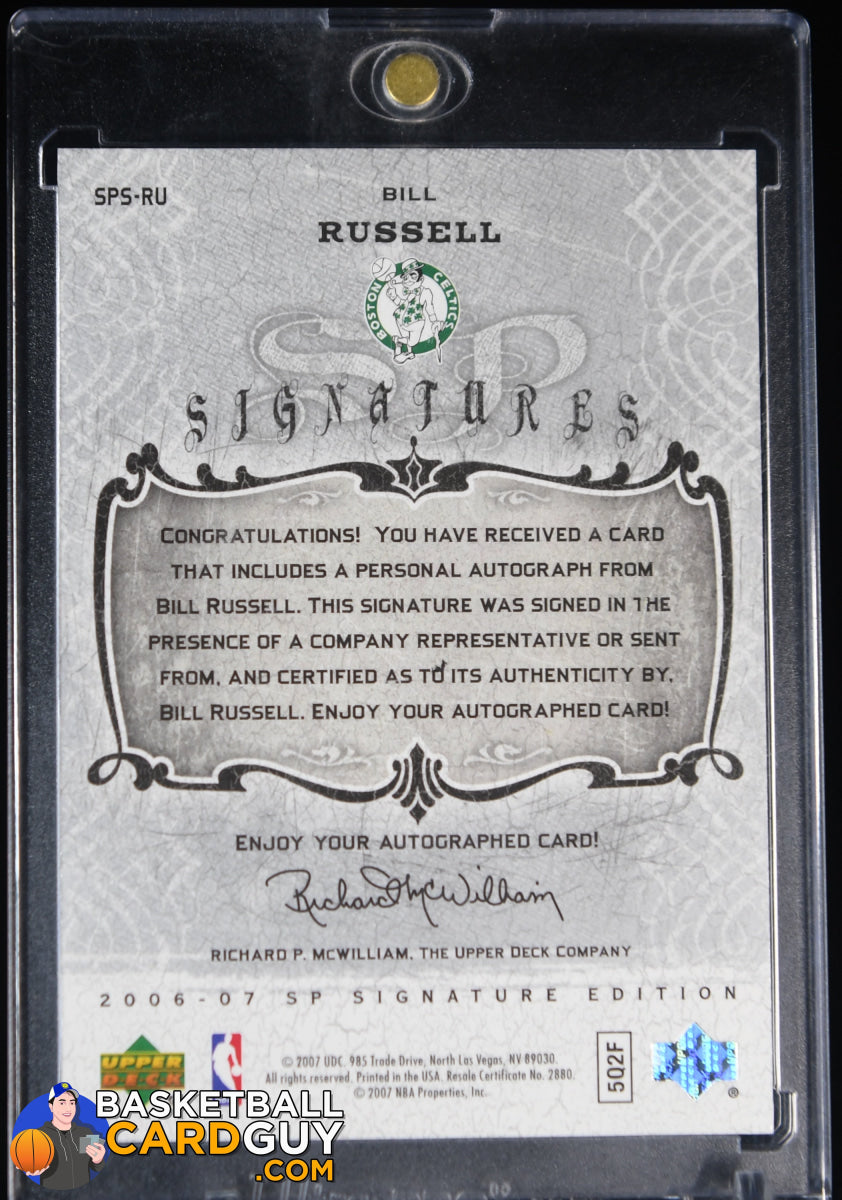 SPS-RU
BILL
RUSSELL
BOSTON CELTICS
SP
SIGNATURES
CONGRATULATIONS! YOU HAVE RECEIVED A CARD
THAT INCLUDES A PERSONAL AUTOGRAPH FROM
BILL RUSSELL. THIS SIGNATURE WAS SIGNED IN THE
PRESENCE OF A COMPANY REPRESENTATIVE OR SENT
FROM, AND CERTIFIED AS TO ITS AUTHENTICITY BY,
BILL RUSSELL. ENJOY YOUR AUTOGRAPHED CARD!
ENJOY YOUR AUTOGRAPHED CARD!
Richard McWilliam
RICHARD P. MCWILLIAM, THE UPPER DECK COMPANY
2006-07 SP SIGNATURE EDITION
UPPER
DECK
© 2007 UDC. 985 Trade Drive, North Las Vegas, NV 89030.
All rights reserved. Printed in the USA. Resale Certificate No. 2880.
© 2007 NBA Properties, Inc.
5Q2F
®
BASKETBALL
CARDGUY
.COM